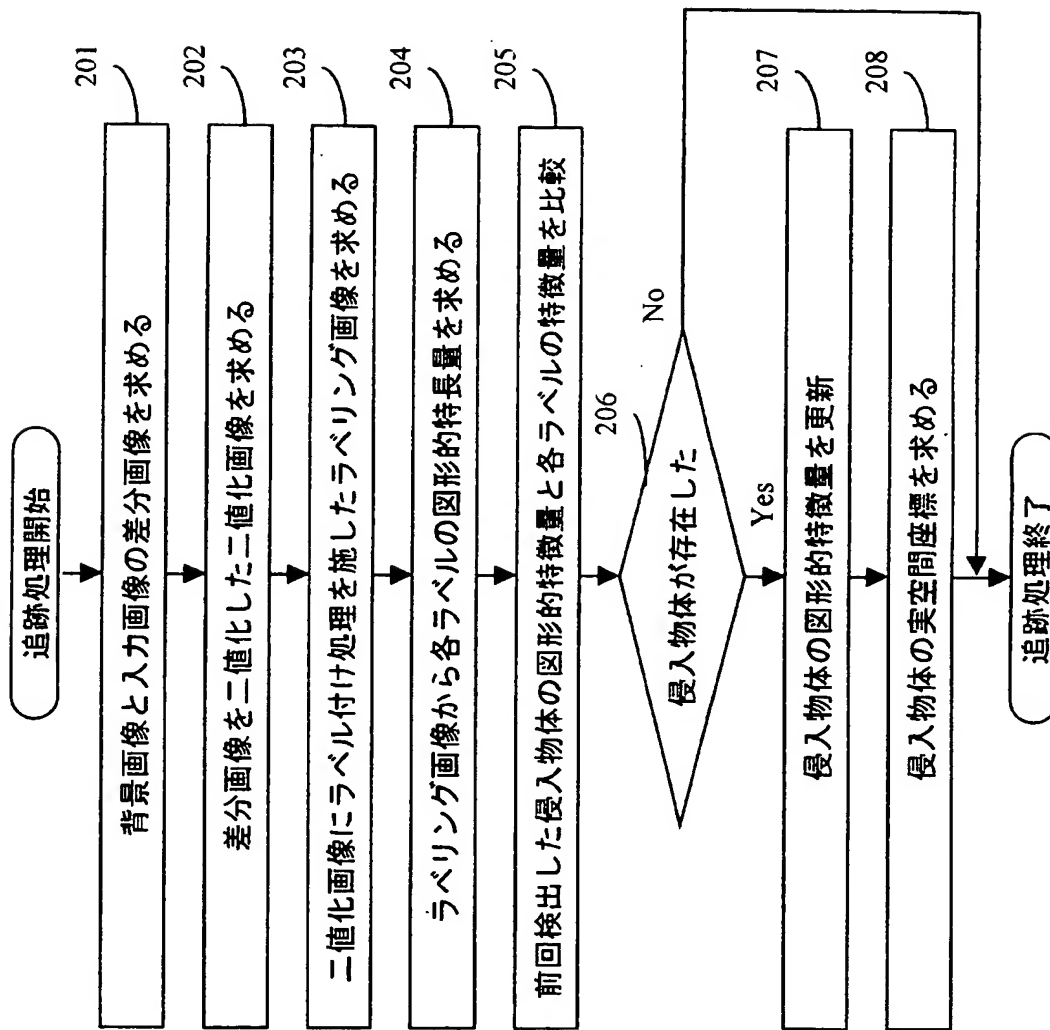 追跡処理開始
背景画像と入力画像の差分画像を求める
201
差分画像を二値化した二値化画像を求める
202
二値化画像にラベル付け処理を施したラベリング画像を求める
203
ラベリング画像から各ラベルの図形的特長量を求める
204
前回検出した侵入物体の図形的特徴量と各ラベルの特徴量を比較
205
侵入物体が存在した
206
No
Yes
侵入物体の図形的特徴量を更新
207
侵入物体の実空間座標を求める
208
追跡処理終了